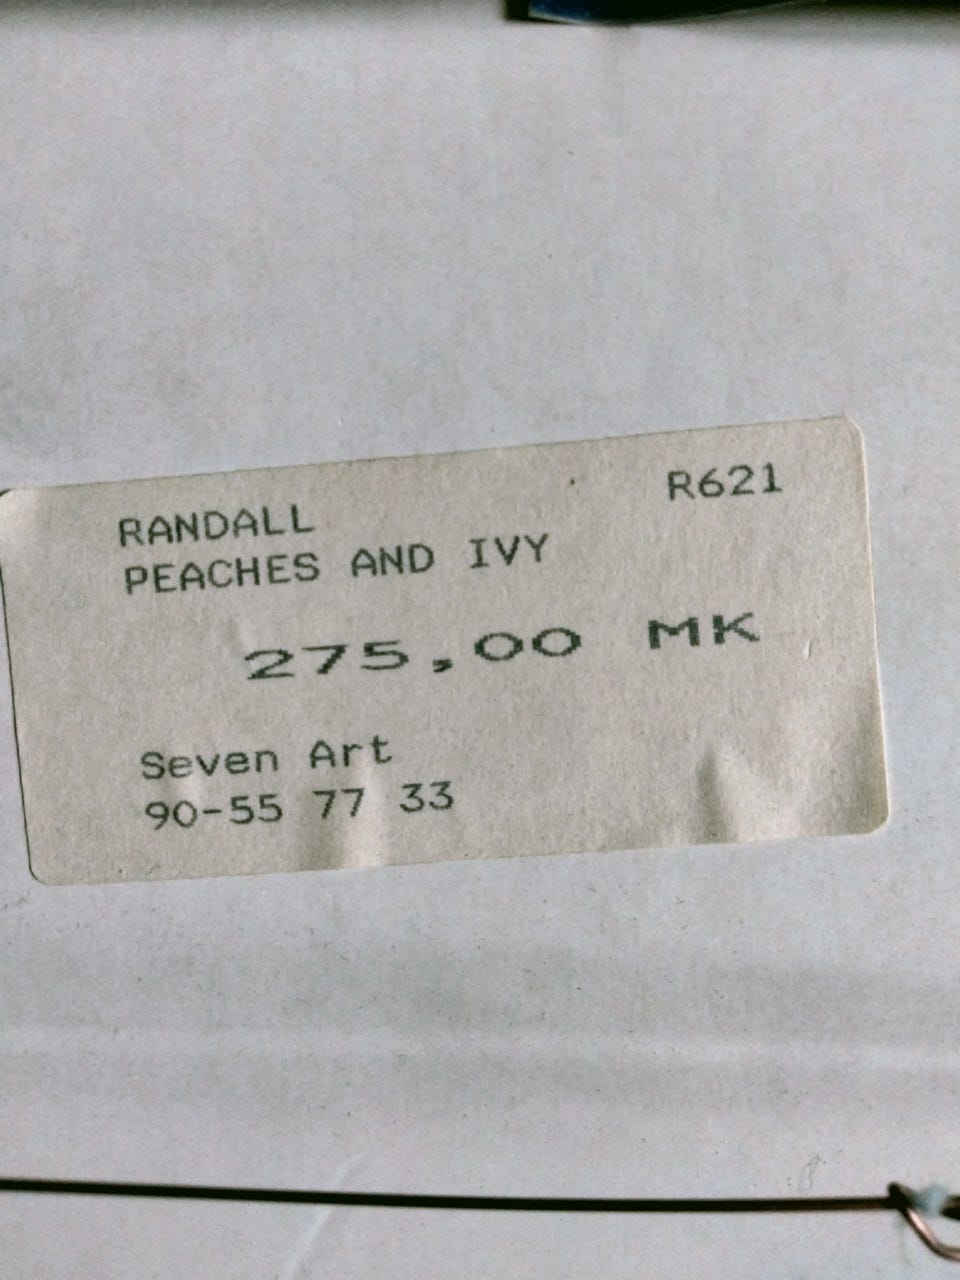 RANDALL R621
PEACHES AND IVY
275,00 MK
Seven Art
90-55 77 33